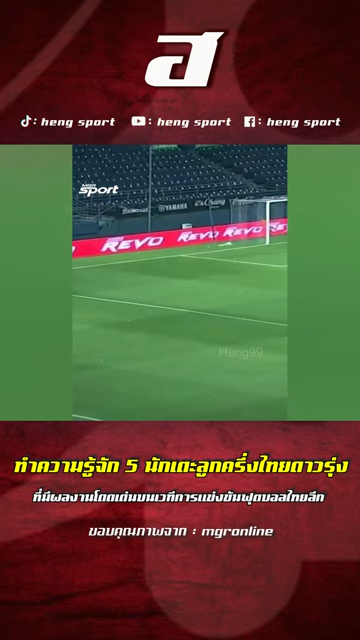 ส
: heng sport : heng sport : heng sport
MGR
sport
YAMAHA Chang
REVO REVO REVO REVO
Heng99
ทำความรู้จัก 5 นักเตะลูกครึ่งไทยดาวรุ่ง
ที่มีผลงานโดดเด่นบนเวทีการแข่งขันฟุตบอลไทยลีก
ขอบคุณภาพจาก : mgronline